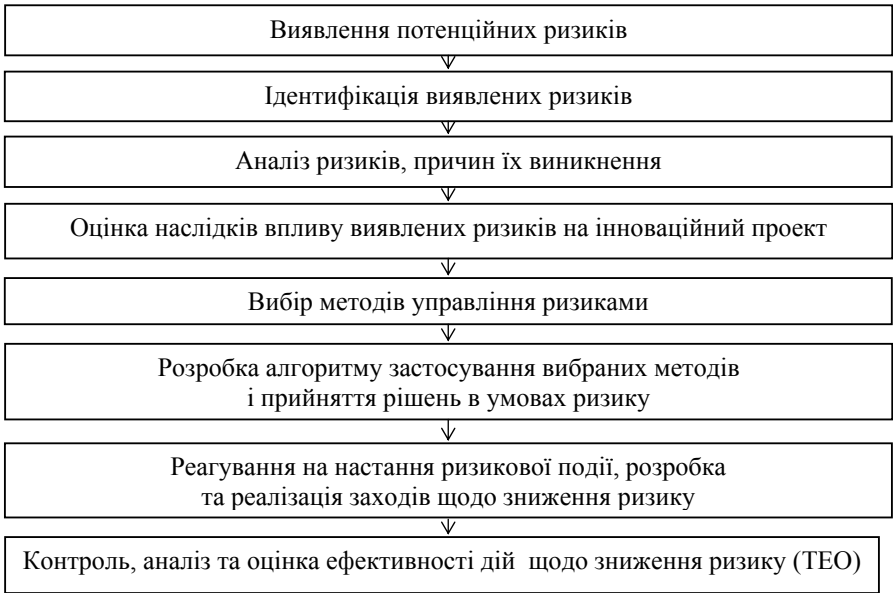 Виявлення потенційних ризиків
Ідентифікація виявлених ризиків
Аналіз ризиків, причин їх виникнення
Оцінка наслідків впливу виявлених ризиків на інноваційний проект
Вибір методів управління ризиками
Розробка алгоритму застосування вибраних методів
і прийняття рішень в умовах ризику
Реагування на настання ризикової події, розробка
та реалізація заходів щодо зниження ризику
Контроль, аналіз та оцінка ефективності дій щодо зниження ризику (ТЕО)